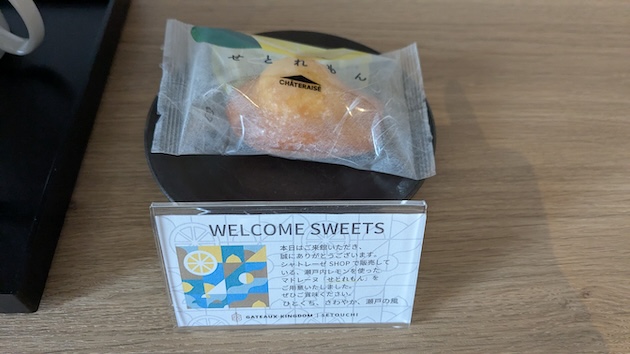 せとれもん
CHÂTERAISÉ
WELCOME SWEETS
本日はご来館いただき、
誠にありがとうございます。
シャトレーゼSHOPで販売して
いる、瀬戸内レモンを使った
マドレーヌ「せとれもん」を
ご用意いたしました。
ぜひご賞味ください。
ひとくち、さわやか、瀬戸の風
GATEAUX KINGDOM | SETOUCHI